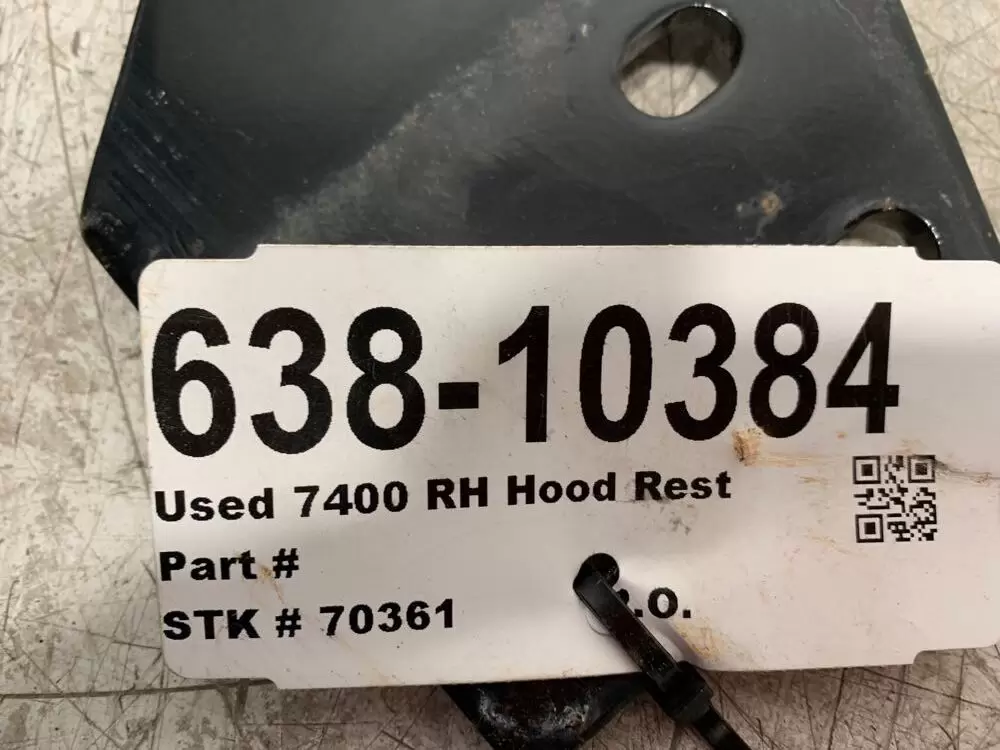 638-10384
Used 7400 RH Hood Rest
Part #
STK # 70361
.O.